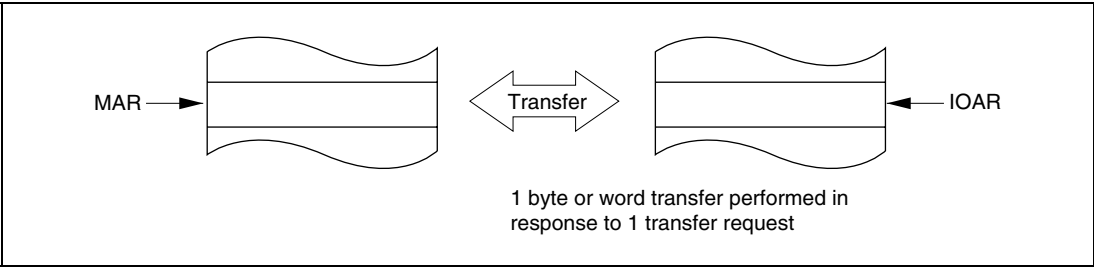 MAR
Transfer
IOAR
1 byte or word transfer performed in
response to 1 transfer request